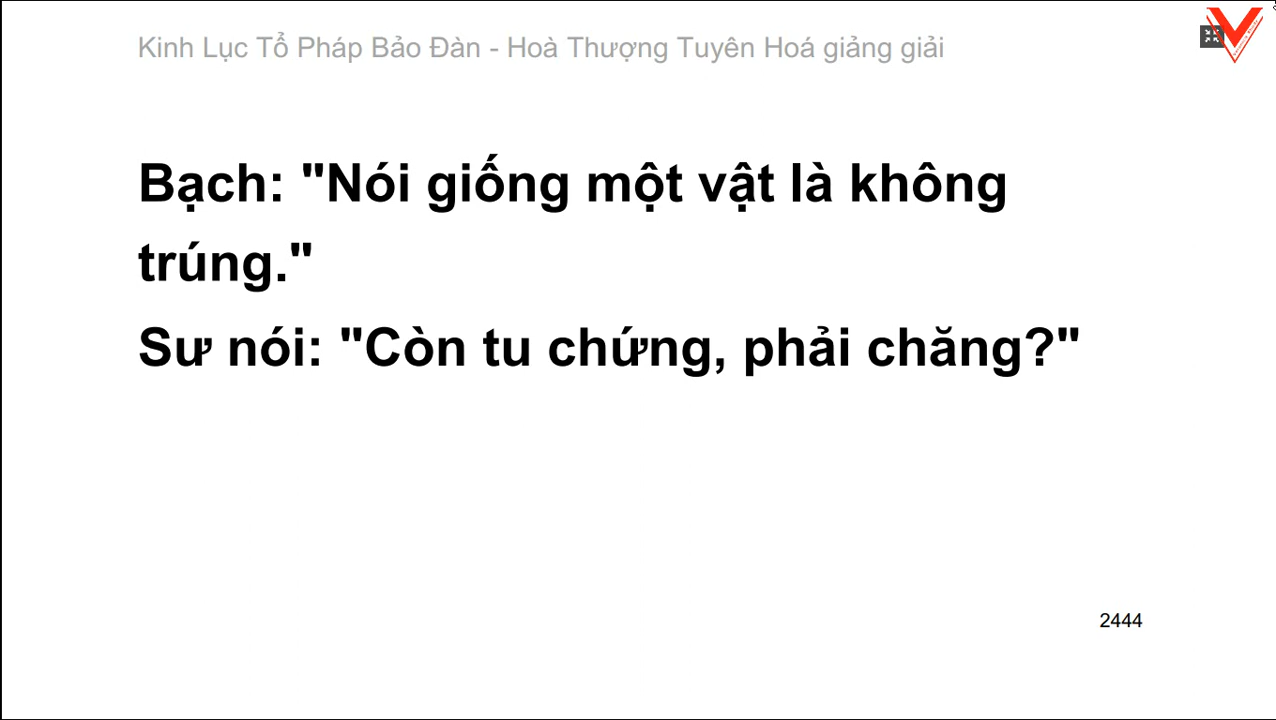 Kinh Lục Tổ Pháp Bảo Đàn - Hoà Thượng Tuyên Hoá giảng giải
Bạch: "Nói giống một vật là không
trúng."
Sư nói: "Còn tu chứng, phải chăng?"
2444